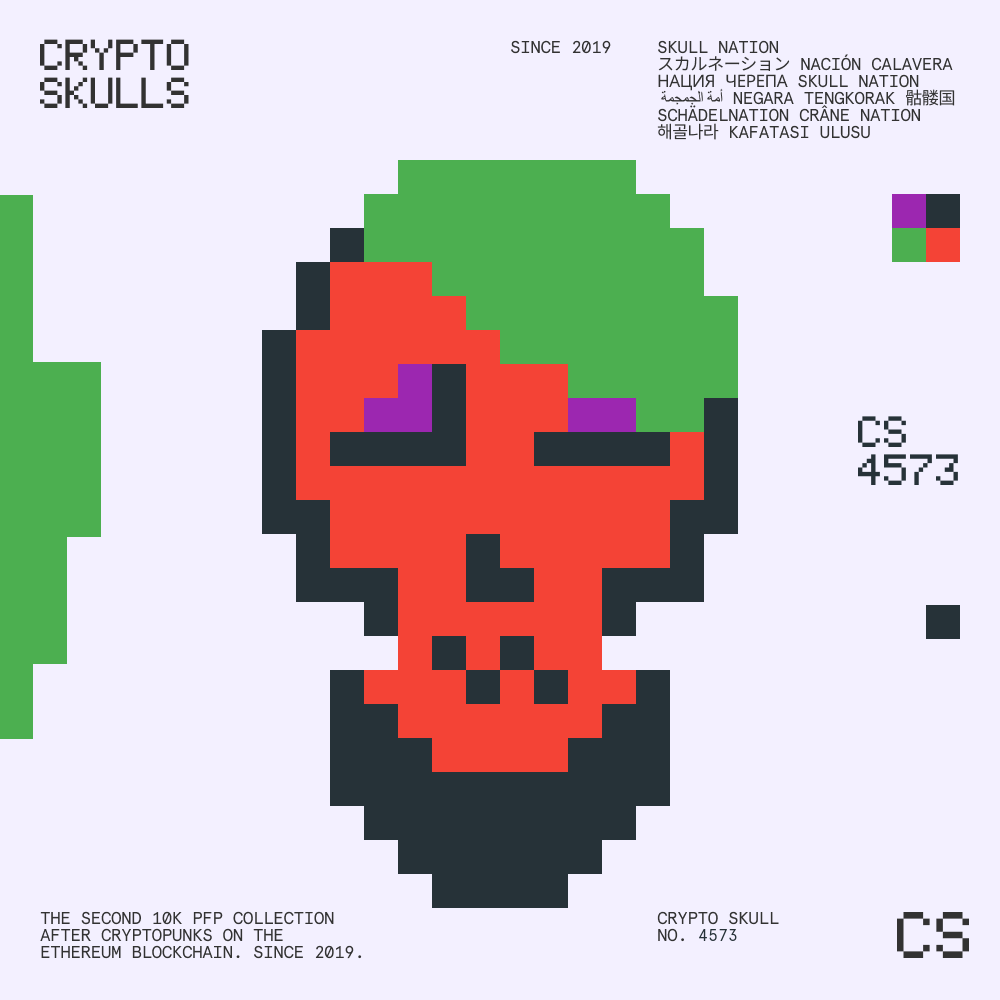 CRYPTO
SKULLS
SINCE 2019
SKULL NATION
スカルネーション NACIÓN CALAVERA
НАЦИЯ ЧЕРЕПА SKULL NATION
أمة الجمجمة NEGARA TENGKORAK 骷髅国
SCHÄDELNATION CRÂNE NATION
해골나라 KAFATASI ULUSU
CS
4573
THE SECOND 10K PFP COLLECTION
AFTER CRYPTOPUNKS ON THE
ETHEREUM BLOCKCHAIN. SINCE 2019.
CRYPTO SKULL
NO. 4573
CS